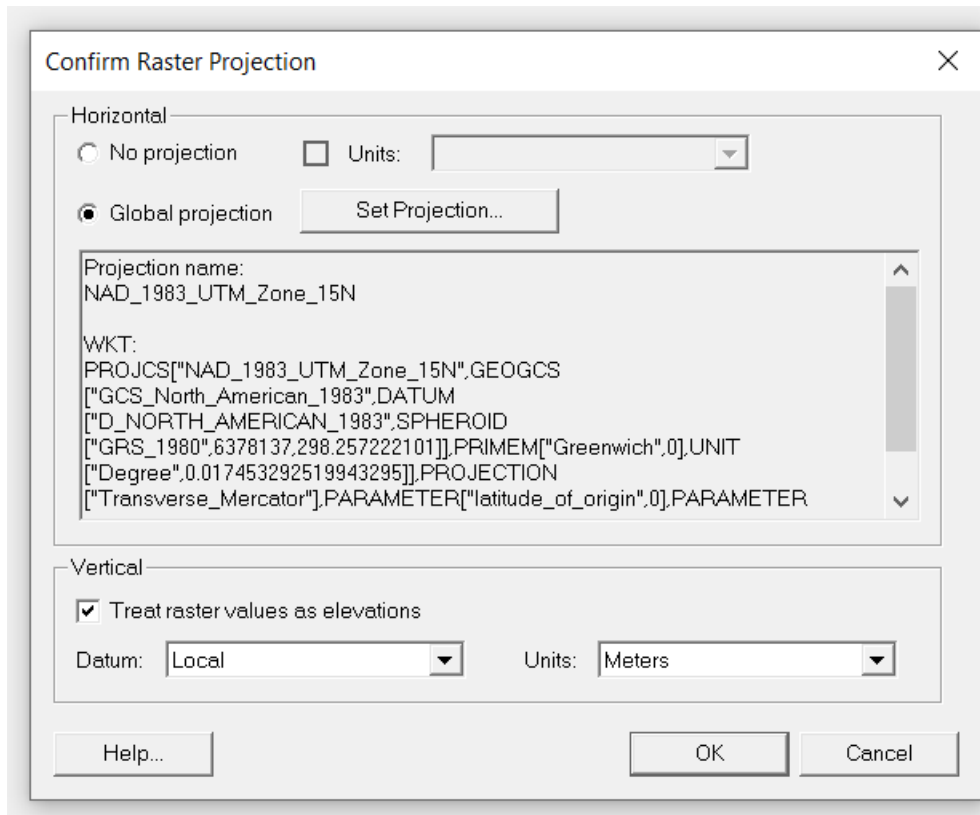 Confirm Raster Projection
Horizontal
No projection Units:
Global projection Set Projection...
Projection name:
NAD_1983_UTM_Zone_15N
WKT:
PROJCS["NAD_1983_UTM_Zone_15N",GEOGCS
["GCS_North_American_1983",DATUM
["D_NORTH_AMERICAN_1983",SPHEROID
["GRS_1980",6378137,298.257222101]],PRIMEM["Greenwich",0],UNIT
["Degree",0.017453292519943295]],PROJECTION
["Transverse_Mercator"],PARAMETER["latitude_of_origin",0],PARAMETER
Vertical
Treat raster values as elevations
Datum: Local Units: Meters
Help... OK Cancel